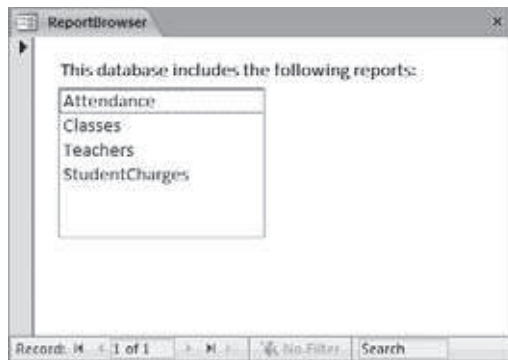 ReportBrowser
This database includes the following reports:
Attendance
Classes
Teachers
StudentCharges
Record: 1 of 1 No Filter Search